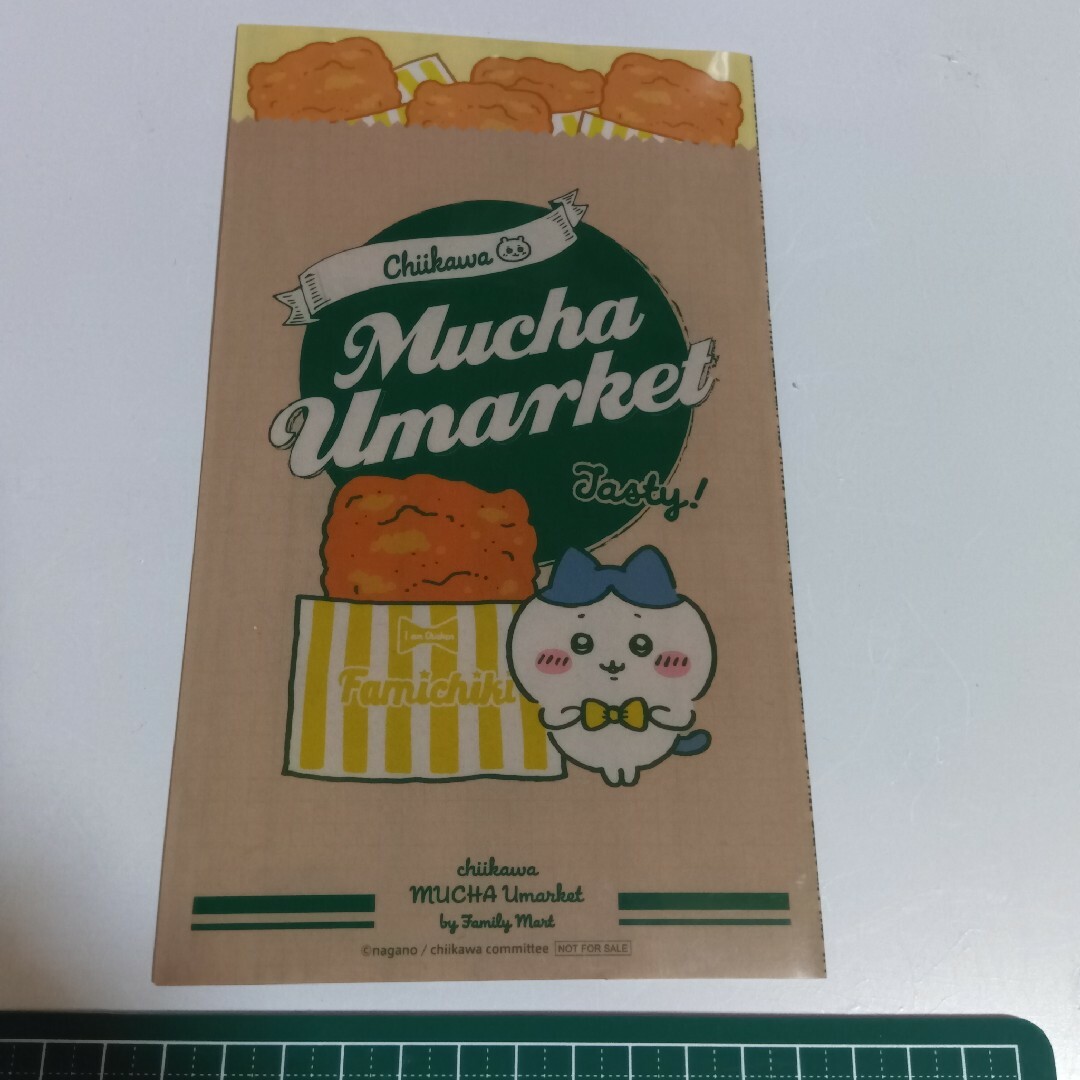 Chiikawa
Mucha
Umarket
Tasty!
I am Chicken
Famichiki
chiikawa
MUCHA Umarket
by Family Mart
©nagano / chiikawa committee NOT FOR SALE